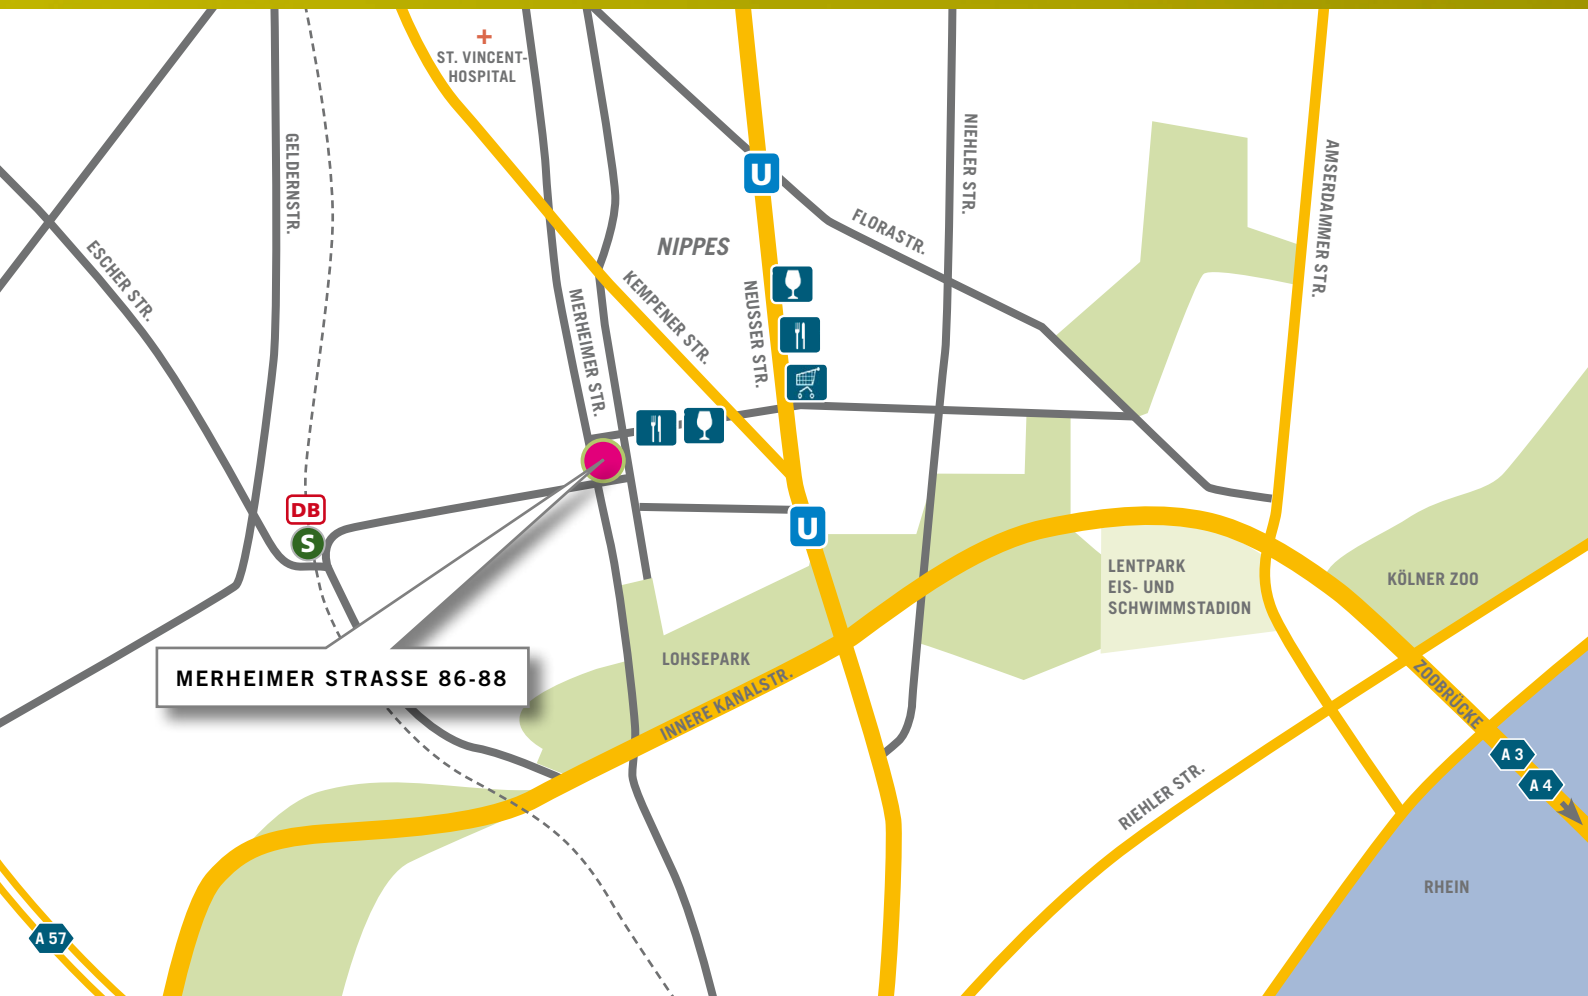 ST. VINCENT-
HOSPITAL
GELDERNSTR.
ESCHER STR.
NIPPES
MERHEIMER STR.
KEMPENER STR.
NEUSSER STR.
U
FLORASTR.
NIEHLER STR.
AMSERDAMMER STR.
DB
S
U
MERHEIMER STRASSE 86-88
LOHSEPARK
INNERE KANALSTR.
LENTPARK
EIS- UND
SCHWIMMSTADION
KÖLNER ZOO
ZOOBRÜCKE
A 3
A 4
RIEHLER STR.
RHEIN
A 57